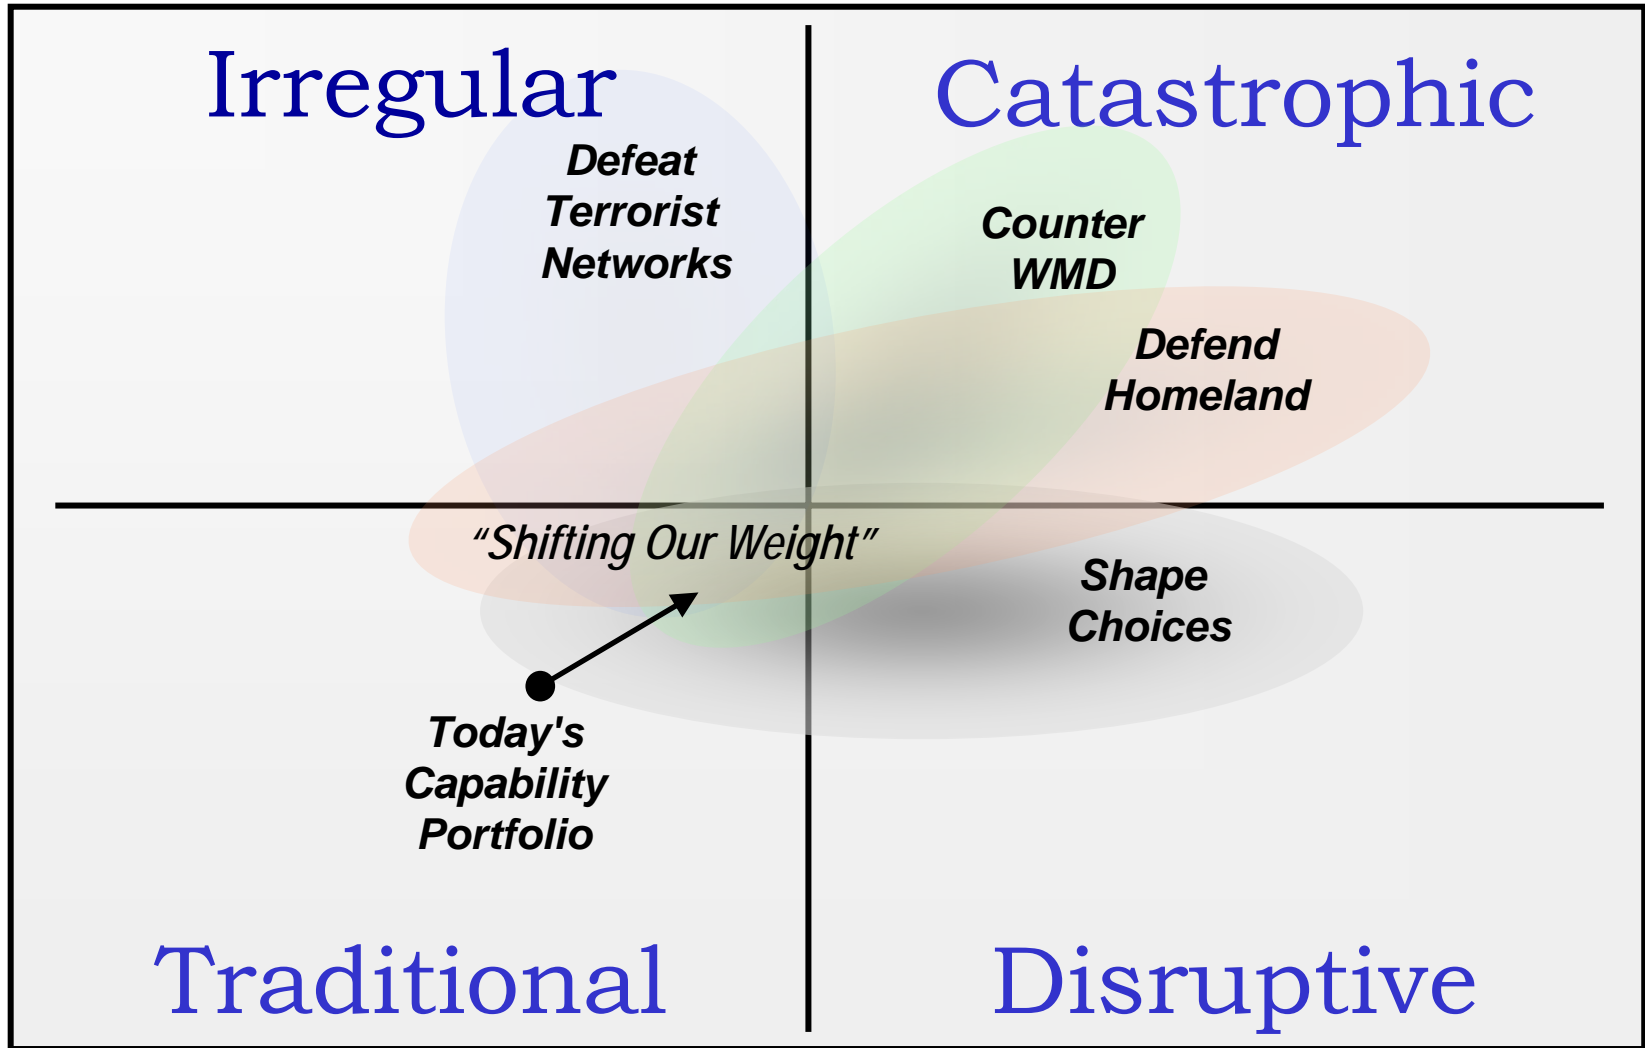 Irregular
Catastrophic
Defeat
Terrorist
Networks
Counter
WMD
Defend
Homeland
“Shifting Our Weight”
Shape
Choices
Today's
Capability
Portfolio
Traditional
Disruptive